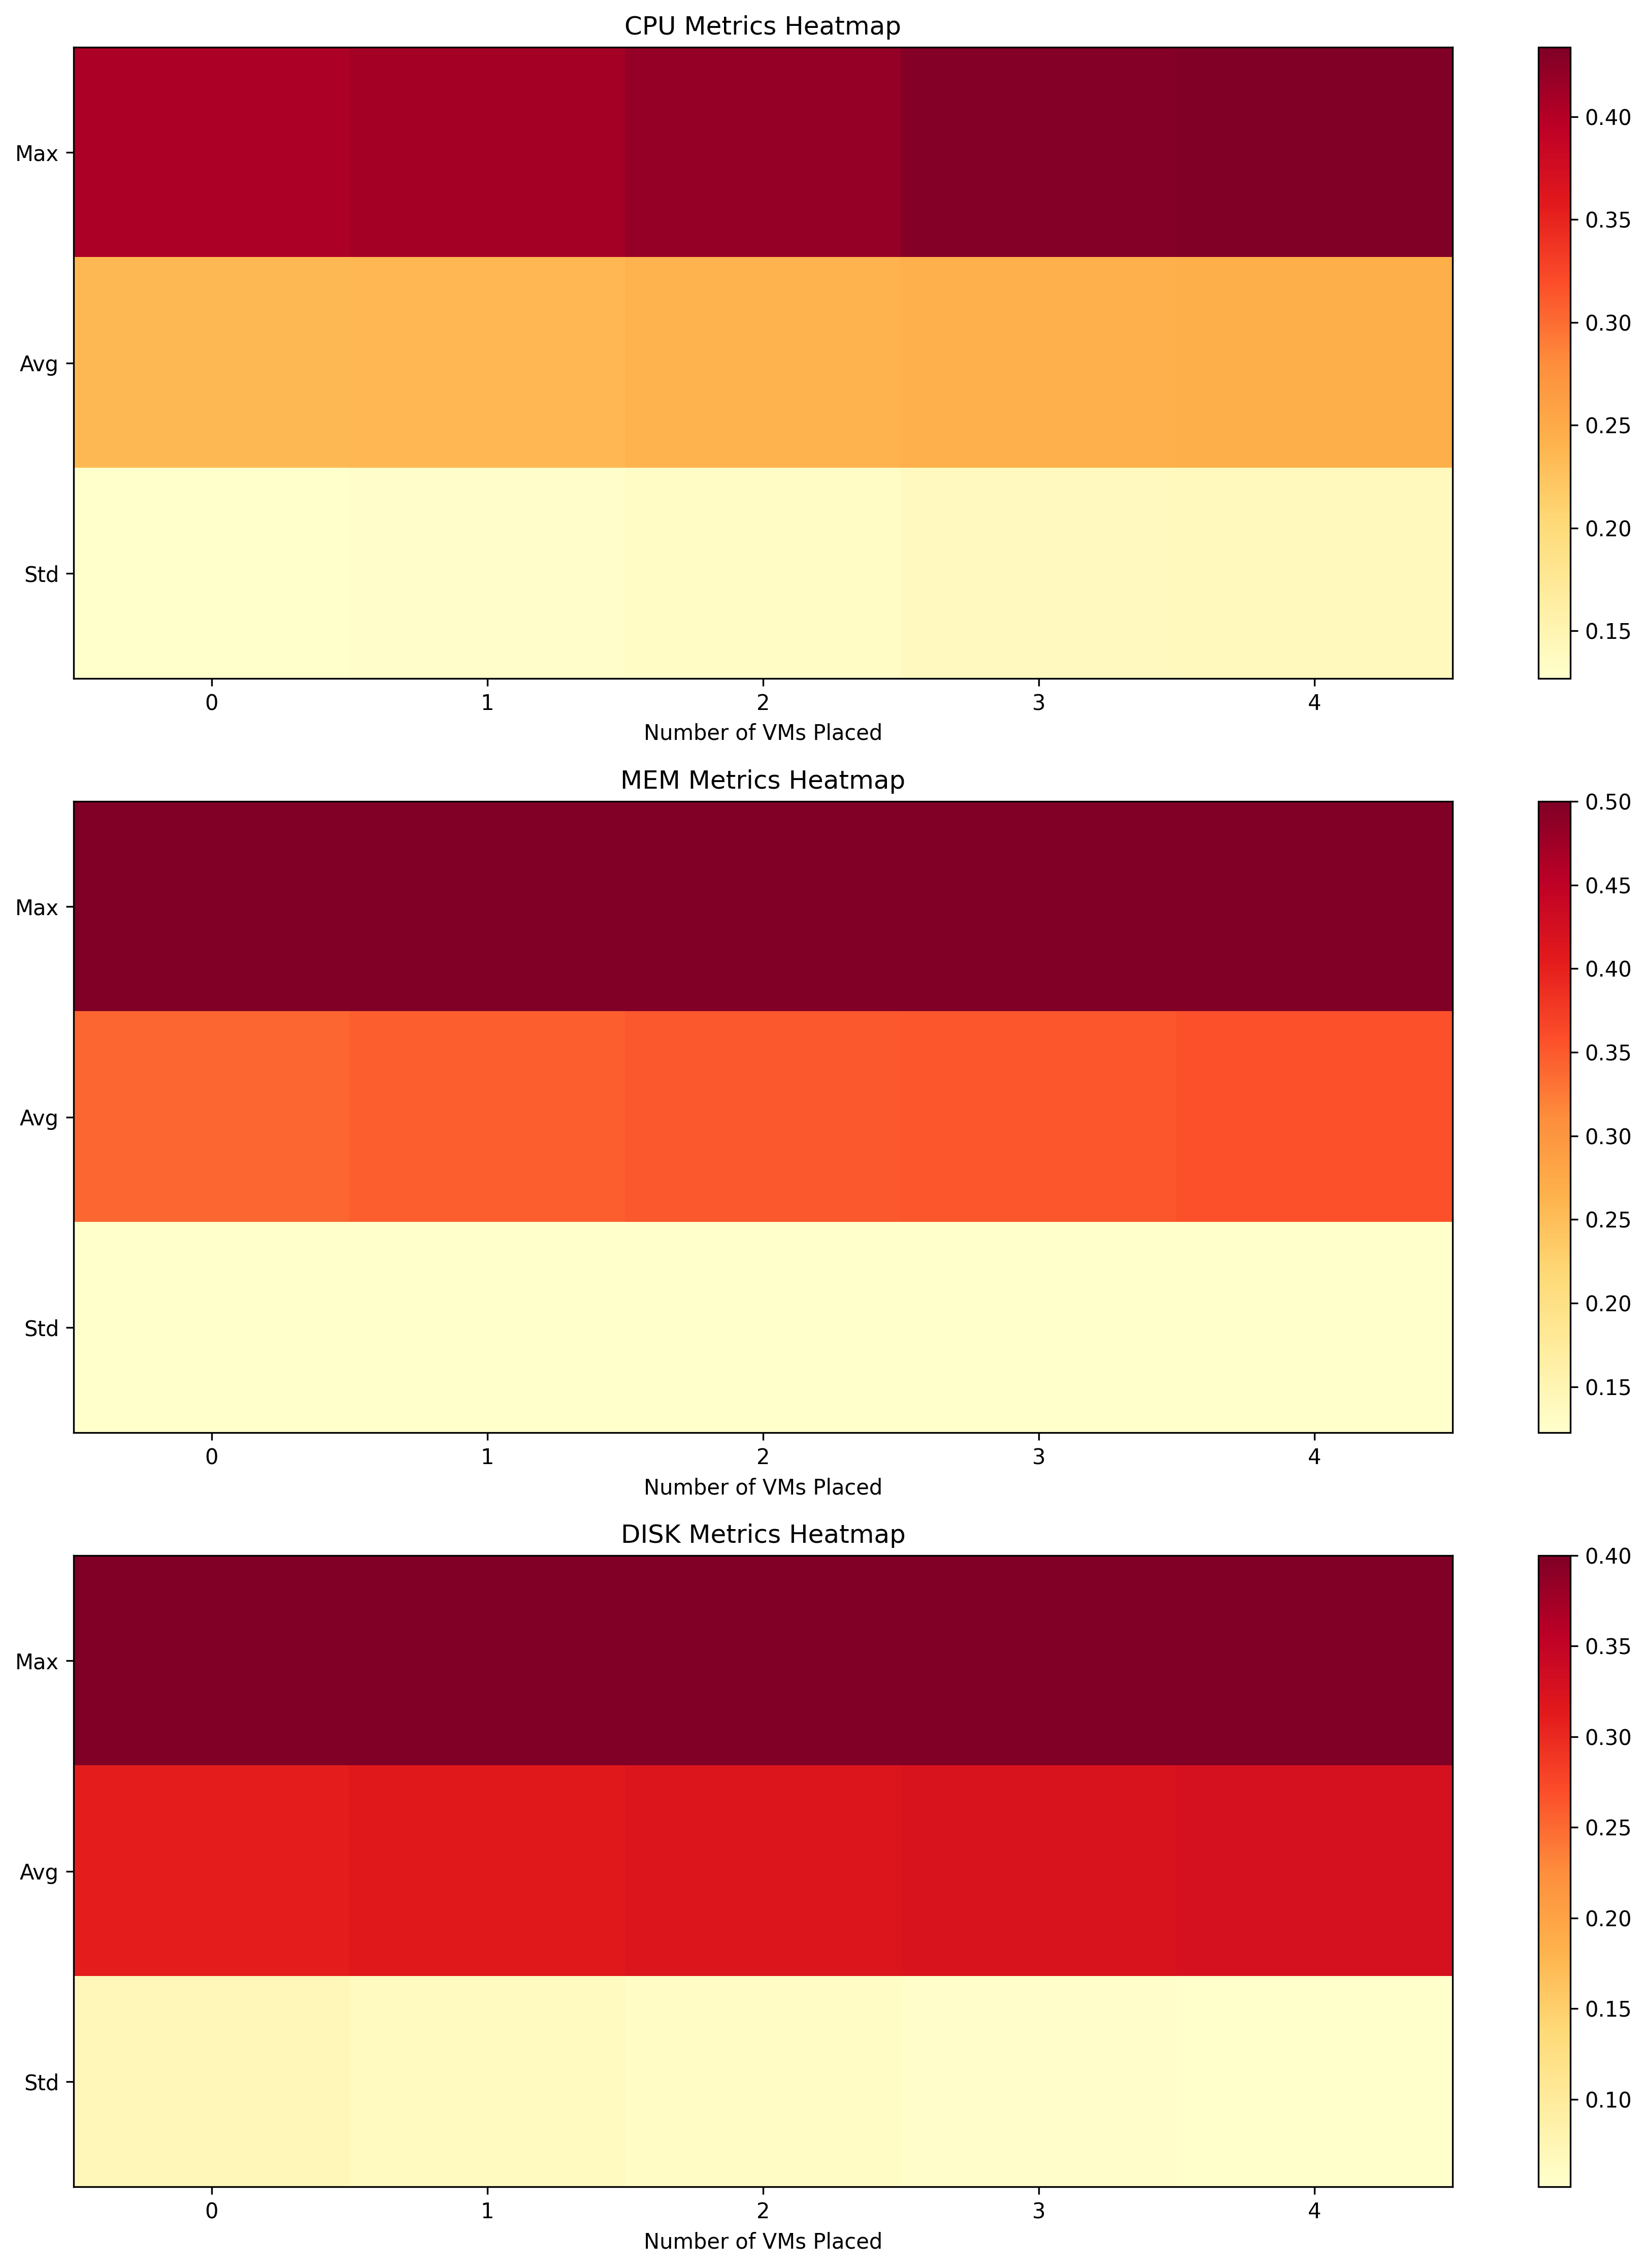 CPU Metrics Heatmap
Max
Avg
Std
0 1 2 3 4
Number of VMs Placed
0.40
0.35
0.30
0.25
0.20
0.15
MEM Metrics Heatmap
Max
Avg
Std
0 1 2 3 4
Number of VMs Placed
0.50
0.45
0.40
0.35
0.30
0.25
0.20
0.15
DISK Metrics Heatmap
Max
Avg
Std
0 1 2 3 4
Number of VMs Placed
0.40
0.35
0.30
0.25
0.20
0.15
0.10